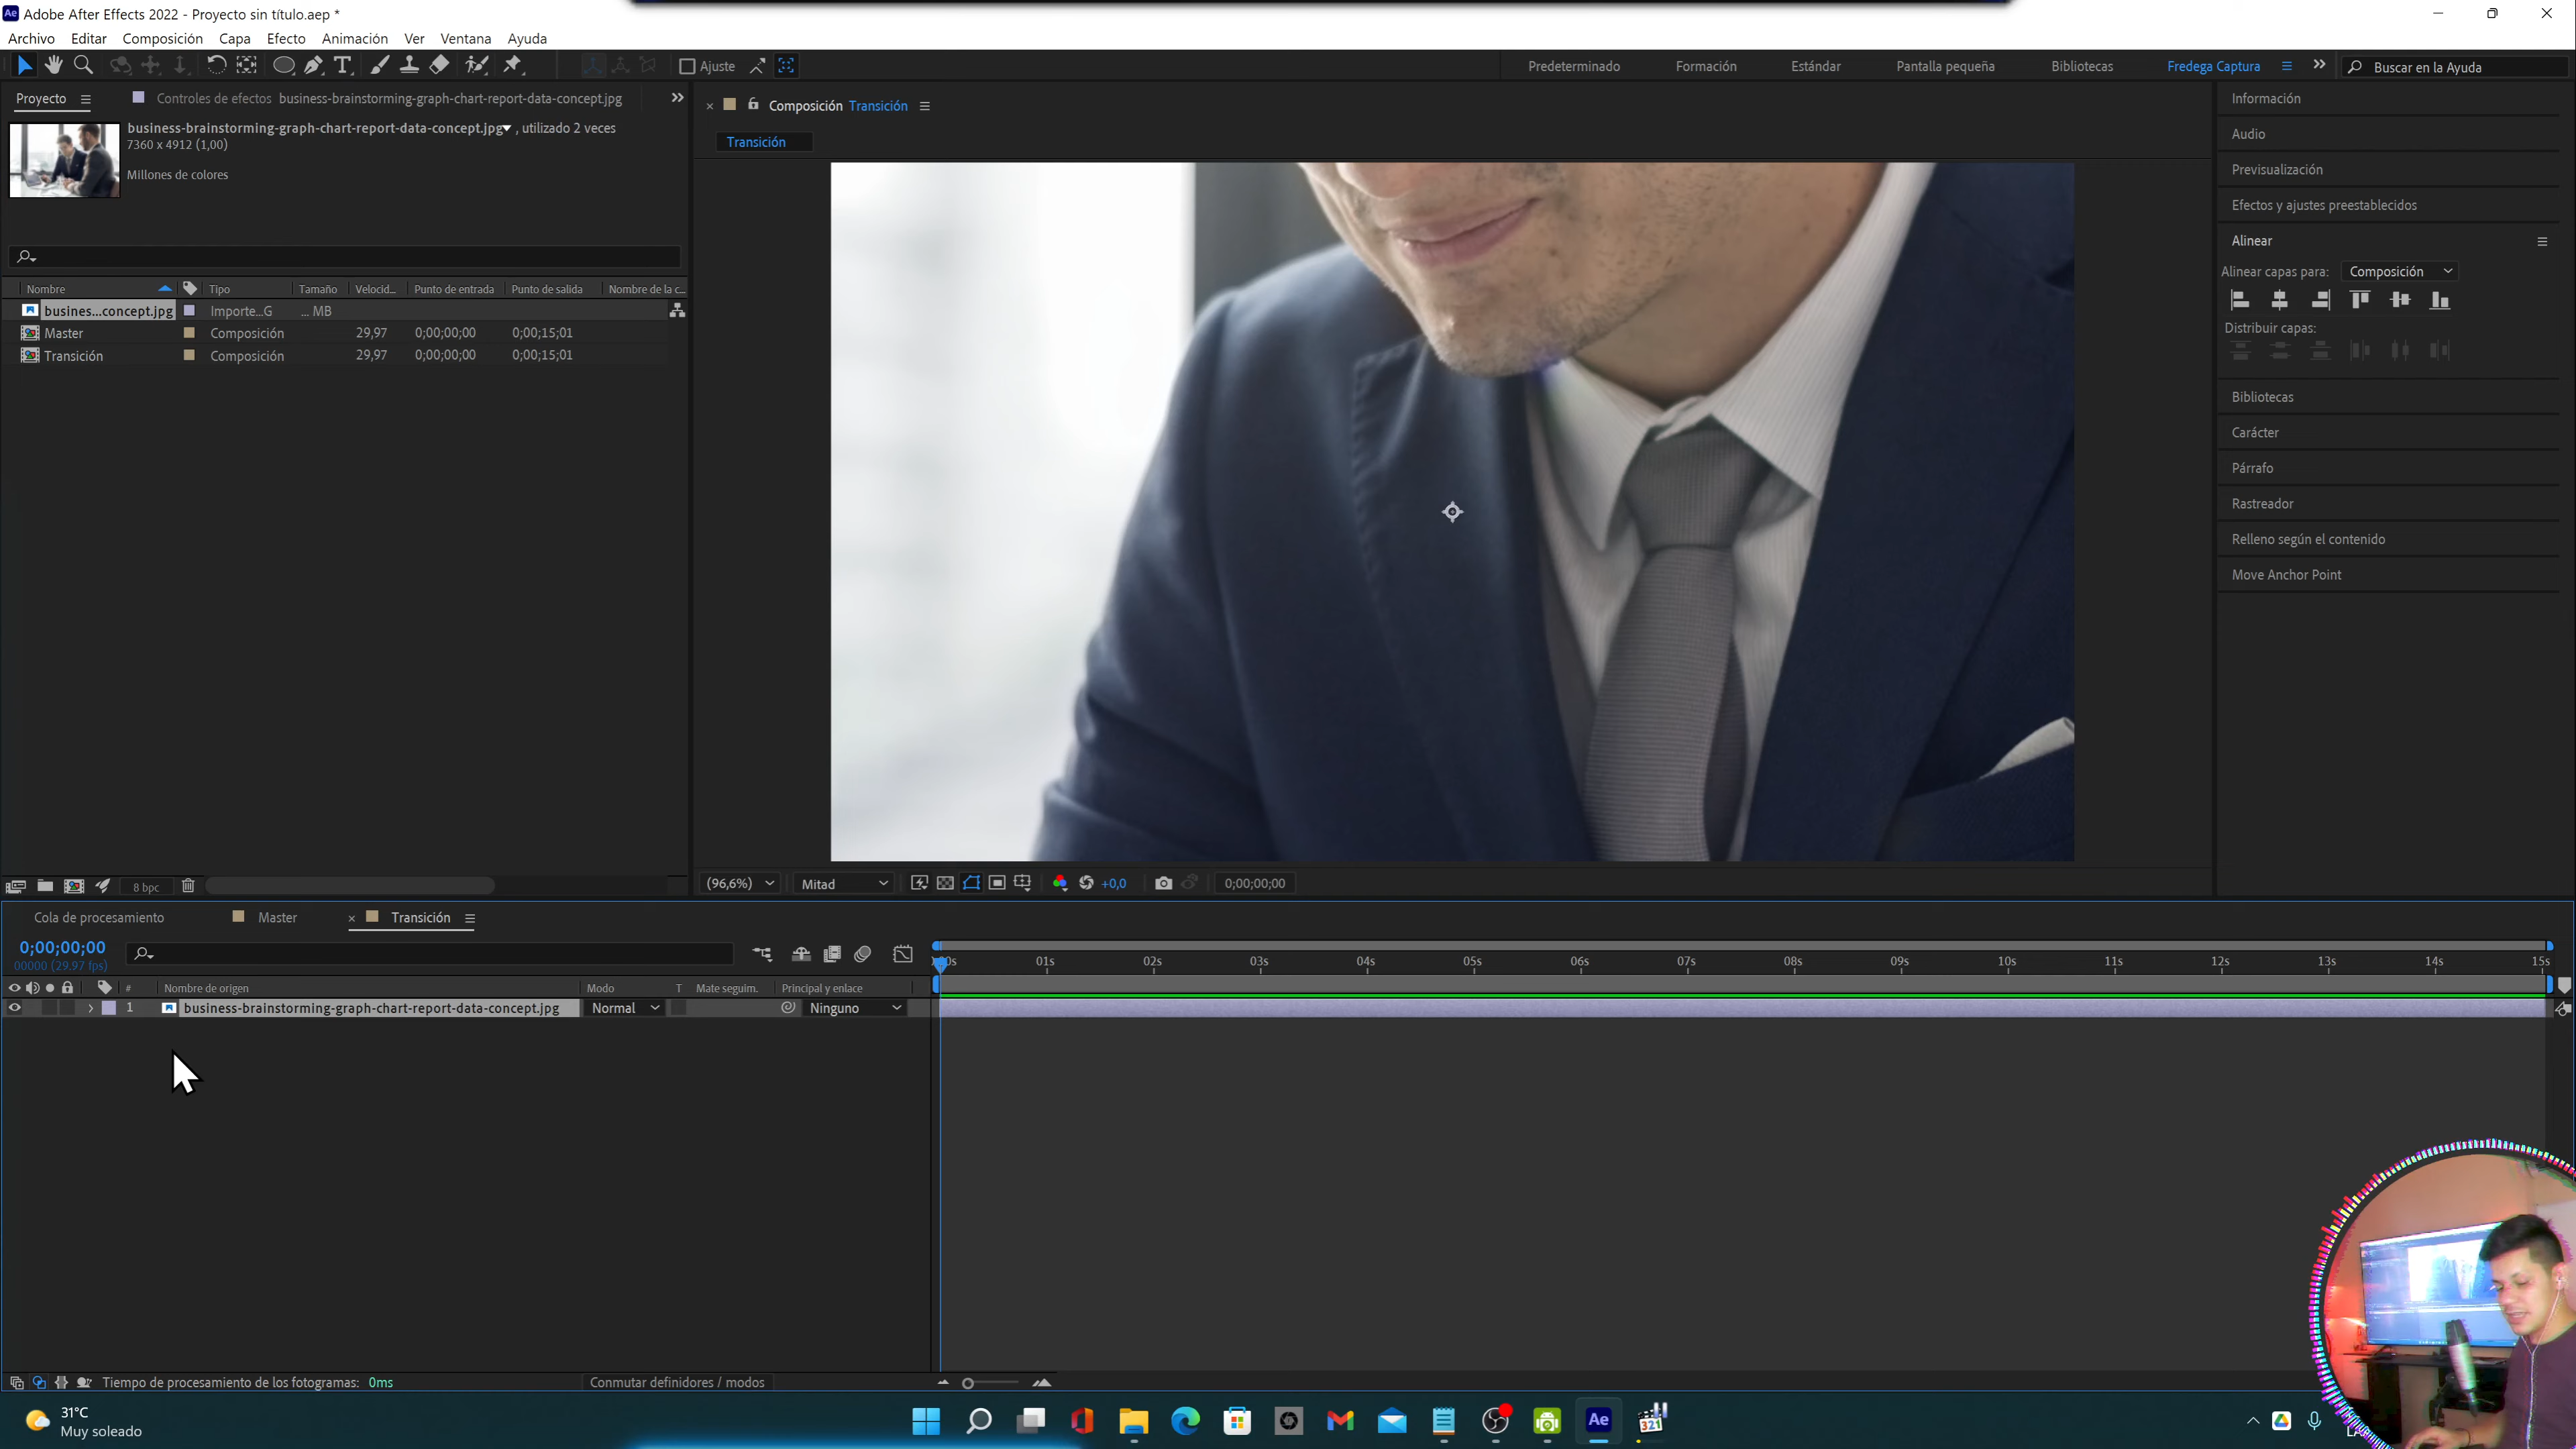 Ae Adobe After Effects 2022 - Proyecto sin título.aep *
Archivo Editar Composición Capa Efecto Animación Ver Ventana Ayuda
Ajuste Predeterminado Formación Estándar Pantalla pequeña Bibliotecas Fredega Captura Buscar en la Ayuda
Proyecto Controles de efectos business-brainstorming-graph-chart-report-data-concept.jpg
business-brainstorming-graph-chart-report-data-concept.jpg , utilizado 2 veces
7360 x 4912 (1,00)
Millones de colores
Nombre Tipo Tamaño Velocid... Punto de entrada Punto de salida Nombre de la c...
busines...concept.jpg Importe...G ... MB
Master Composición 29,97 0;00;00;00 0;00;15;01
Transición Composición 29,97 0;00;00;00 0;00;15;01
8 bpc
Composición Transición
Transición
(96,6%) Mitad +0,0 0;00;00;00
Información
Audio
Previsualización
Efectos y ajustes preestablecidos
Alinear
Alinear capas para: Composición
Distribuir capas:
Bibliotecas
Carácter
Párrafo
Rastreador
Relleno según el contenido
Move Anchor Point
Cola de procesamiento Master Transición
0;00;00;00
00000 (29.97 fps)
01s 02s 03s 04s 05s 06s 07s 08s 09s 10s 11s 12s 13s 14s 15s
# Nombre de origen Modo T Mate seguim. Principal y enlace
1 business-brainstorming-graph-chart-report-data-concept.jpg Normal Ninguno
Tiempo de procesamiento de los fotogramas: 0ms Conmutar definidores / modos
31°C
Muy soleado
Ae
321